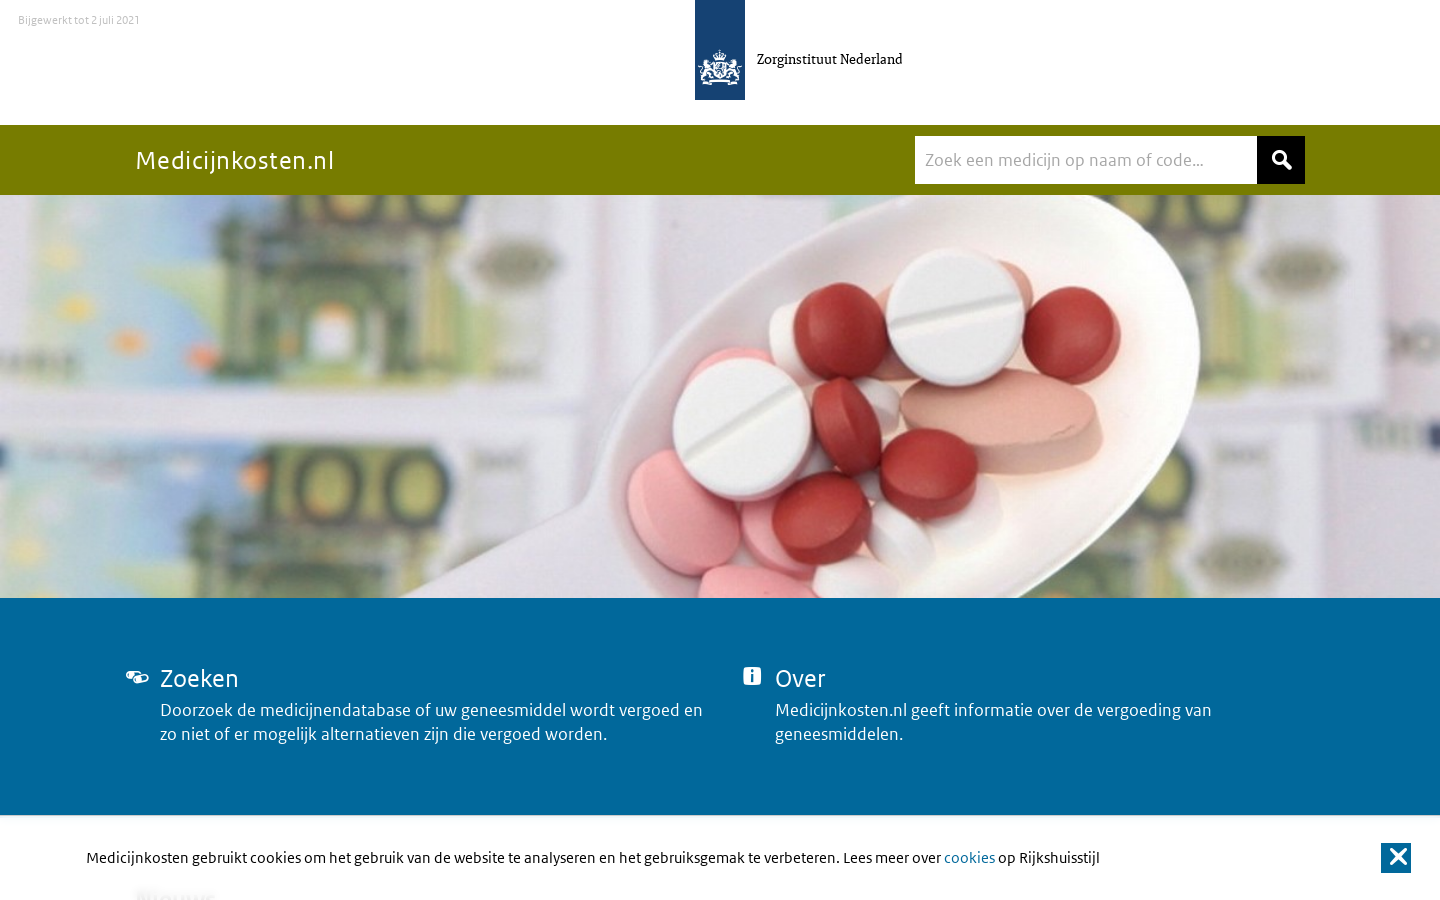 Bijgewerkt tot 2 juli 2021
Zorginstituut Nederland
Medicijnkosten.nl
Zoek een medicijn op naam of code...
Zoeken
Doorzoek de medicijnendatabase of uw geneesmiddel wordt vergoed en
zo niet of er mogelijk alternatieven zijn die vergoed worden.
Over
Medicijnkosten.nl geeft informatie over de vergoeding van
geneesmiddelen.
Medicijnkosten gebruikt cookies om het gebruik van de website te analyseren en het gebruiksgemak te verbeteren. Lees meer over cookies op Rijkshuisstijl